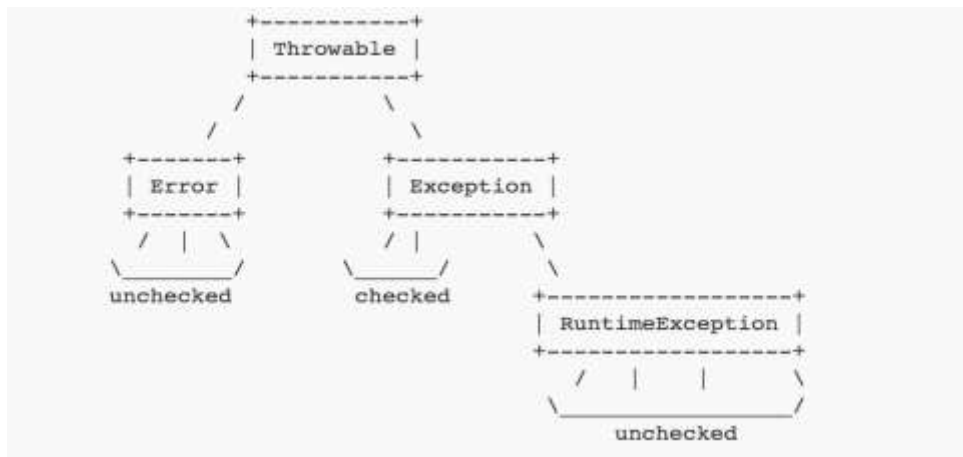 Throwable
Error Exception
unchecked checked
RuntimeException
unchecked